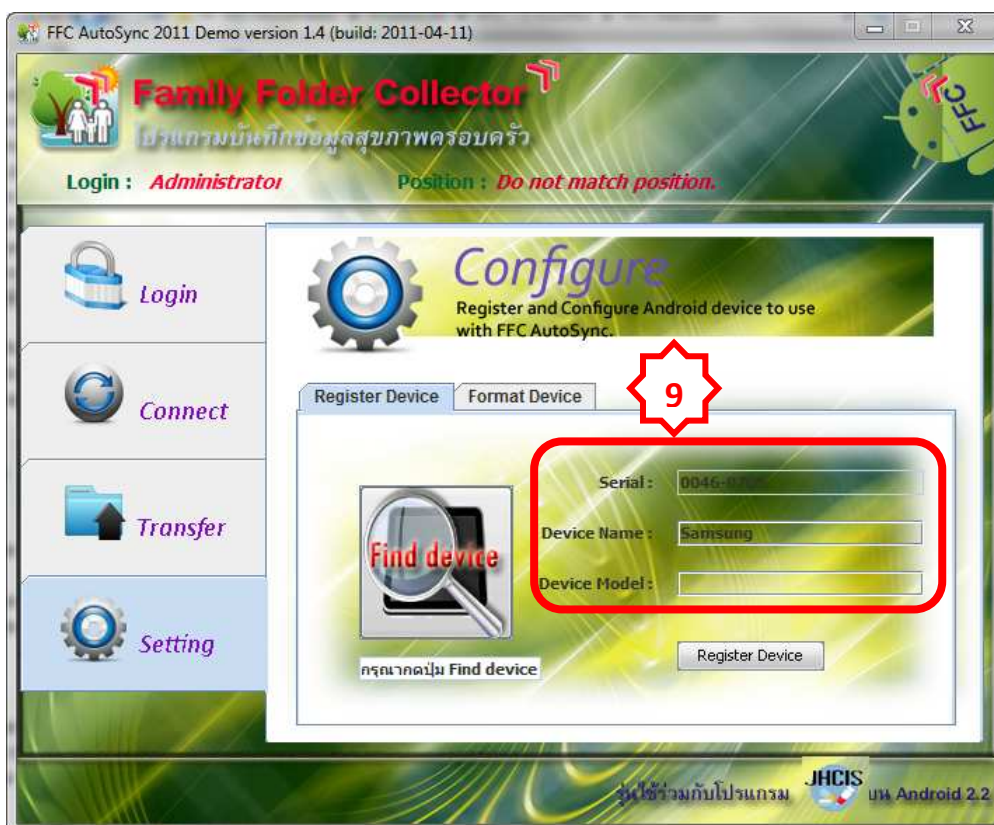 FFC AutoSync 2011 Demo version 1.4 (build: 2011-04-11)
Family Folder Collector
โปรแกรมบันทึกข้อมูลสุขภาพครอบครัว
FFC
Login : Administrator
Position : Do not match position.
Login
Connect
Transfer
Setting
Configure
Register and Configure Android device to use
with FFC AutoSync.
Register Device
Format Device
9
Find device
กรุณากดปุ่ม Find device
Serial :
Device Name : Samsung
Device Model :
Register Device
รุ่นใช้ร่วมกับโปรแกรม JHCIS บน Android 2.2